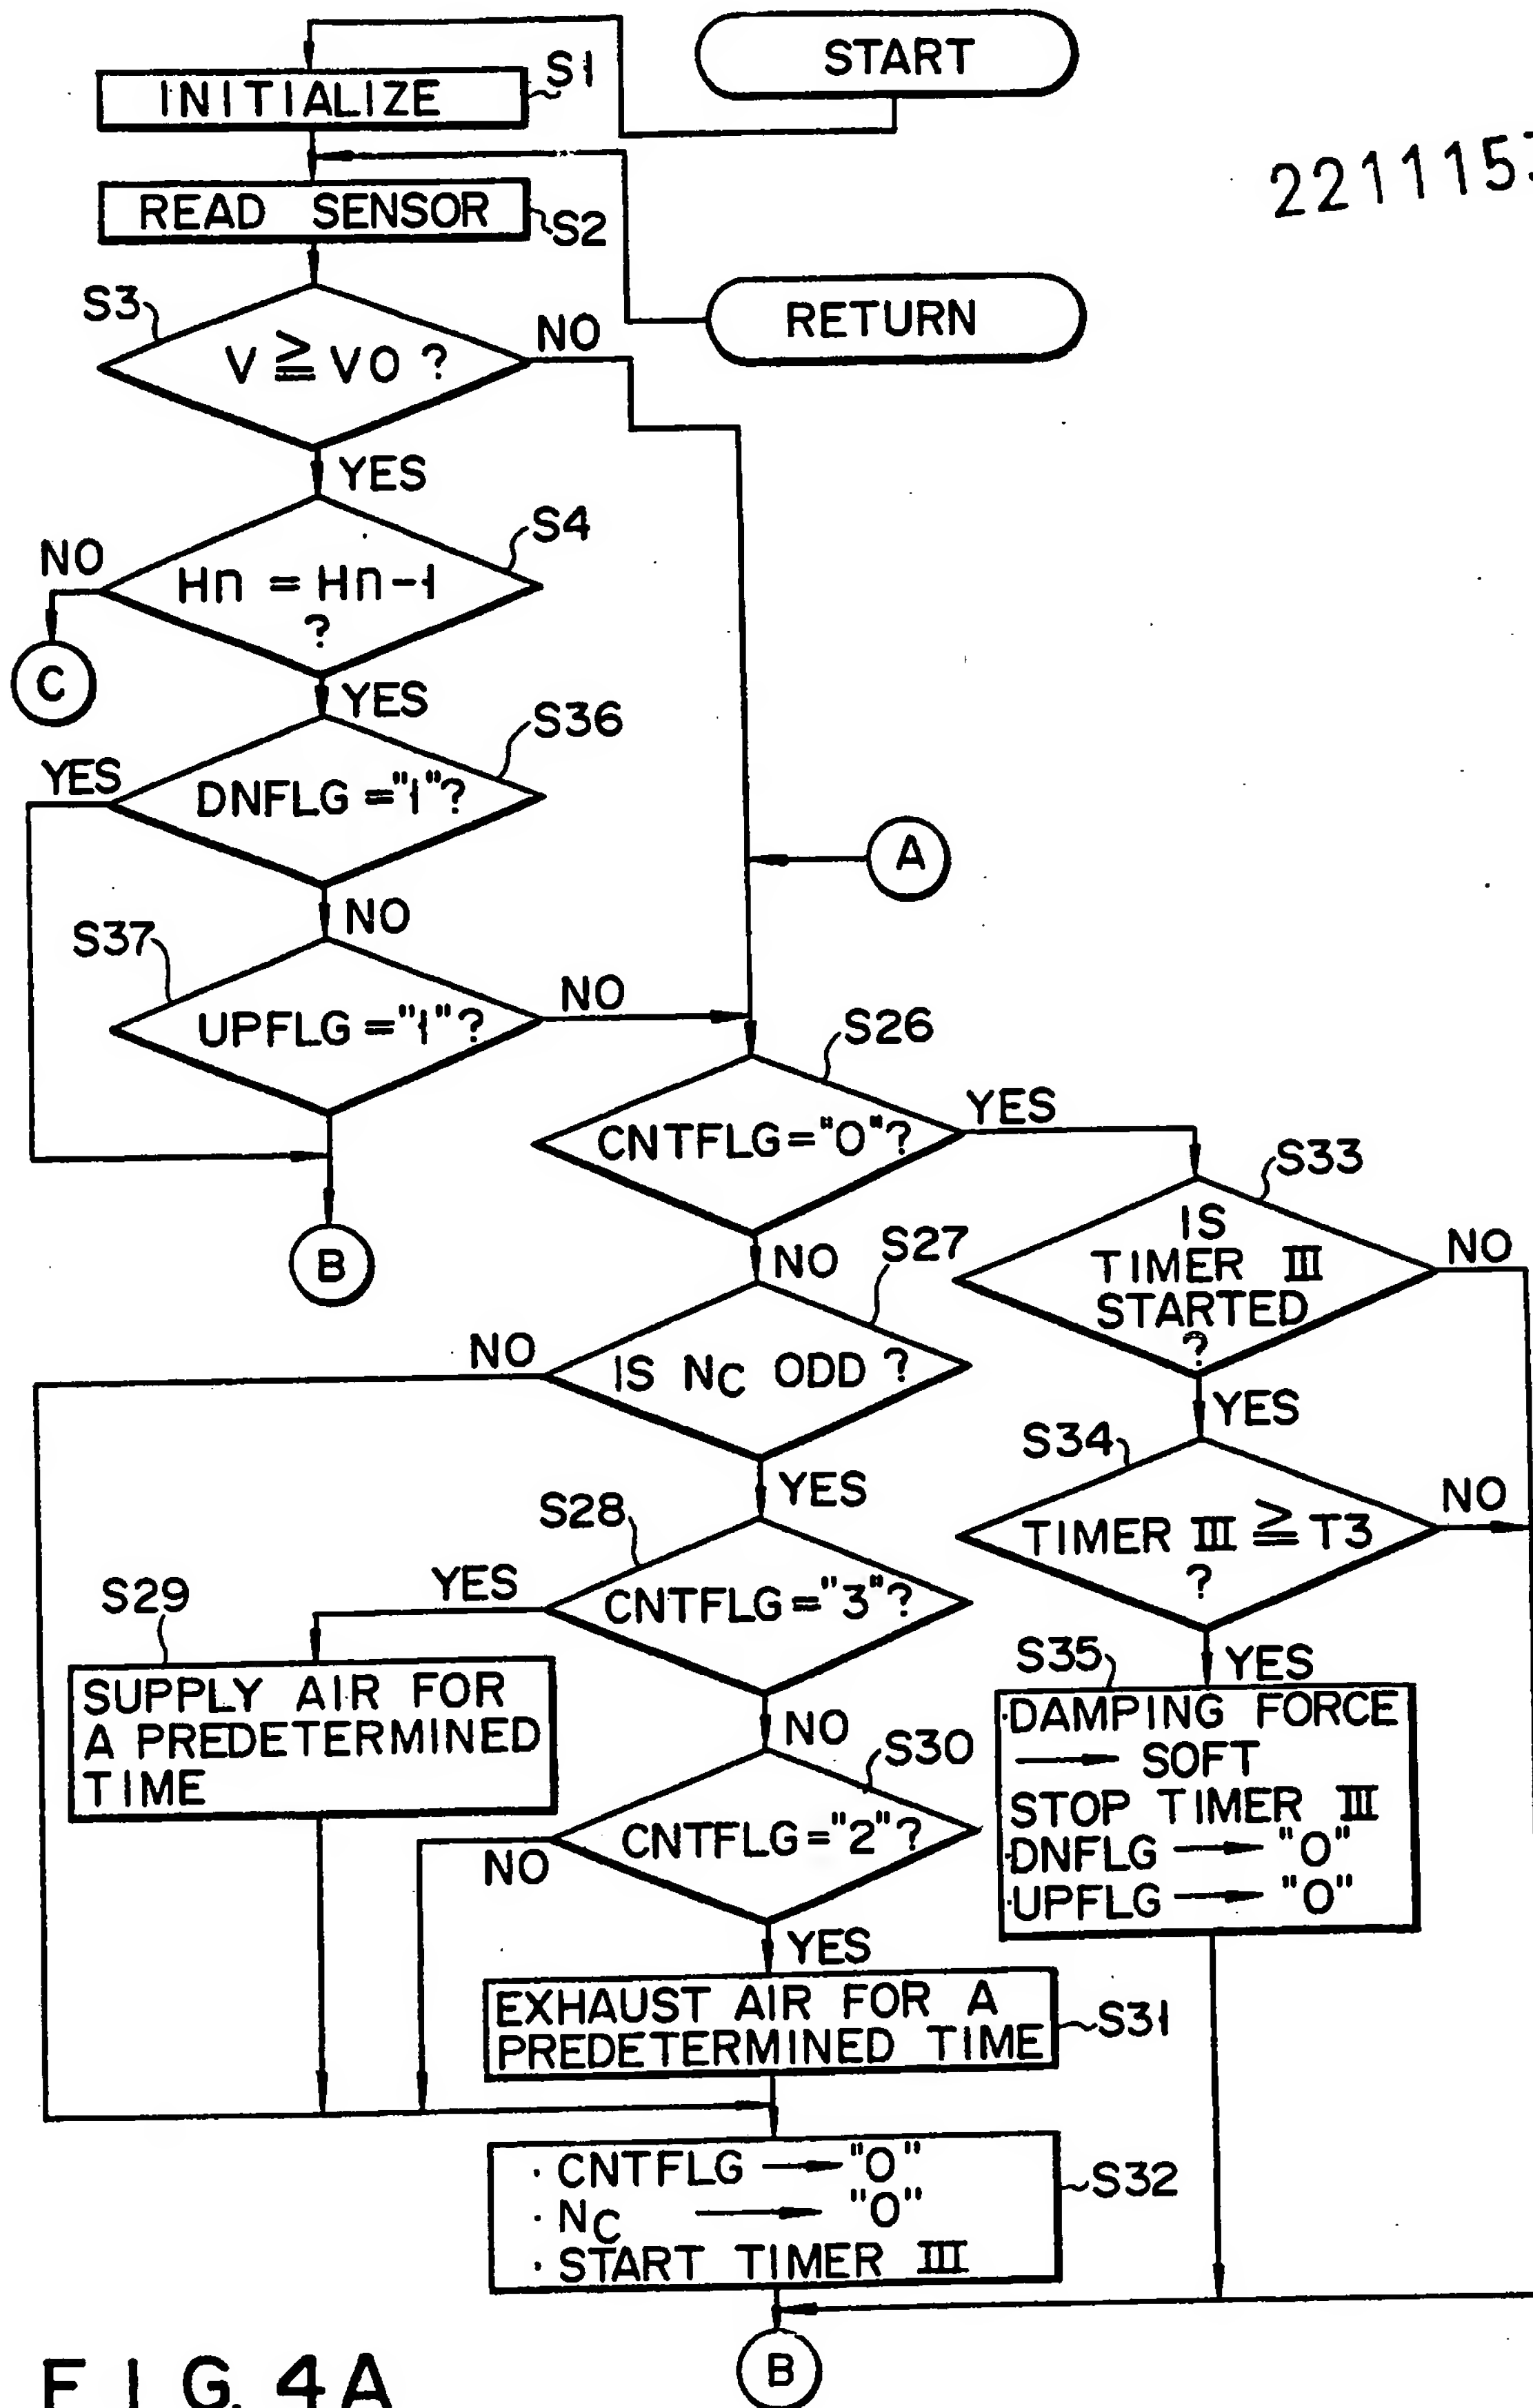 START
S1
INITIALIZE
2211153
READ SENSOR
S2
RETURN
S3
V ≧ VO ?
NO
YES
S4
NO
Hn = Hn-1
?
C
YES
S36
YES
DNFLG ="1"?
A
NO
S37
UPFLG ="1"?
NO
S26
CNTFLG="0"?
YES
B
S33
IS
TIMER III
STARTED
?
NO
NO
S27
NO
IS NC ODD ?
YES
S34
TIMER III ≧ T3
?
NO
YES
S28
YES
CNTFLG="3"?
S29
SUPPLY AIR FOR
A PREDETERMINED
TIME
YES
S35
·DAMPING FORCE
→ SOFT
STOP TIMER III
·DNFLG → "0"
·UPFLG → "0"
NO
S30
NO
CNTFLG="2"?
YES
EXHAUST AIR FOR A
PREDETERMINED TIME
S31
· CNTFLG → "0"
· NC → "0"
· START TIMER III
S32
B
FIG. 4A